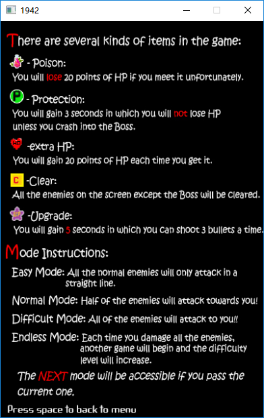 1942
There are several kinds of items in the game:
- Poison:
You will lose 20 points of HP if you meet it unfortunately.
P - Protection:
You will gain 3 seconds in which you will not lose HP
unless you crash into the Boss.
-extra HP:
You will gain 20 points of HP each time you get it.
C -Clear:
All the enemies on the screen except the Boss will be cleared.
-Upgrade:
You will gain 5 seconds in which you can shoot 3 bullets a time.
Mode Instructions:
Easy Mode: All the normal enemies will only attack in a
straight line.
Normal Mode: Half of the enemies will attack towards you!
Difficult Mode: All of the enemies will attack to you!!
Endless Mode: Each time you damage all the enemies,
another game will begin and the difficulty
level will increase.
The NEXT mode will be accessible if you pass the
current one.
Press space to back to menu